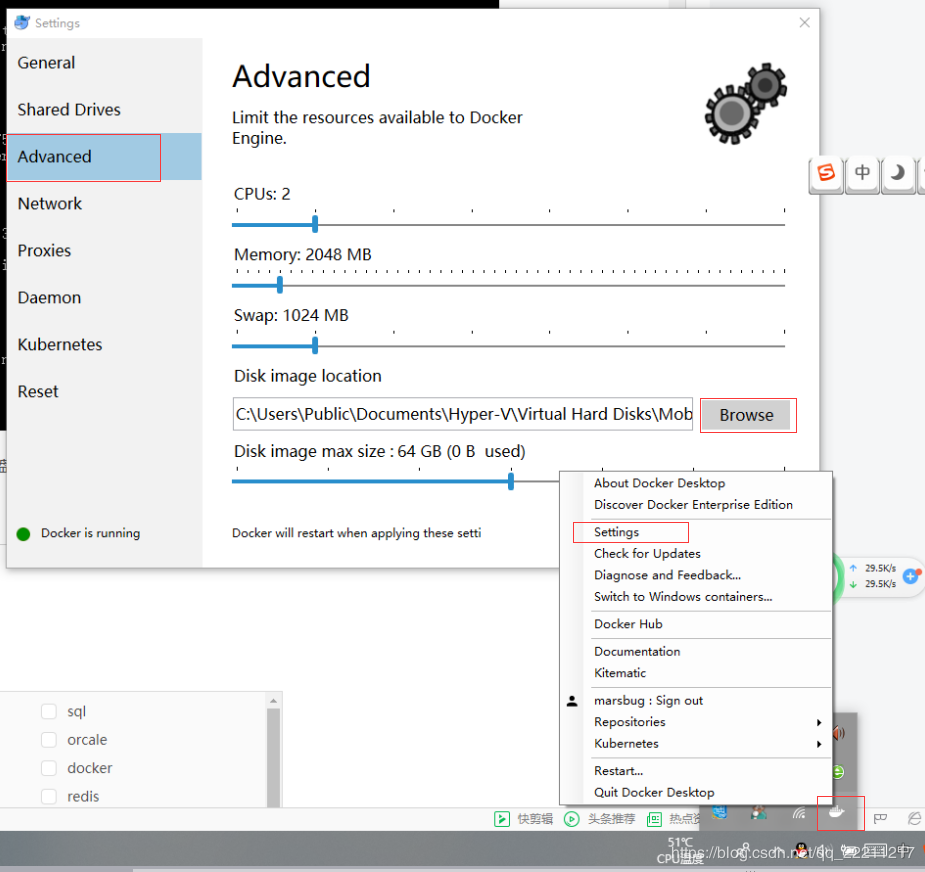 Settings
General
Shared Drives
Advanced
Network
Proxies
Daemon
Kubernetes
Reset
Docker is running
Advanced
Limit the resources available to Docker
Engine.
CPUs: 2
Memory: 2048 MB
Swap: 1024 MB
Disk image location
C:\Users\Public\Documents\Hyper-V\Virtual Hard Disks\Mob
Browse
Disk image max size : 64 GB (0 B used)
Docker will restart when applying these setti
中
About Docker Desktop
Discover Docker Enterprise Edition
Settings
Check for Updates
Diagnose and Feedback...
Switch to Windows containers...
Docker Hub
Documentation
Kitematic
marsbug : Sign out
Repositories
Kubernetes
Restart...
Quit Docker Desktop
29.5K/s
29.5K/s
sql
orcale
docker
redis
快剪辑
头条推荐
热点资
51℃
CPU温度
https://blog.csdn.net/qq_22211217